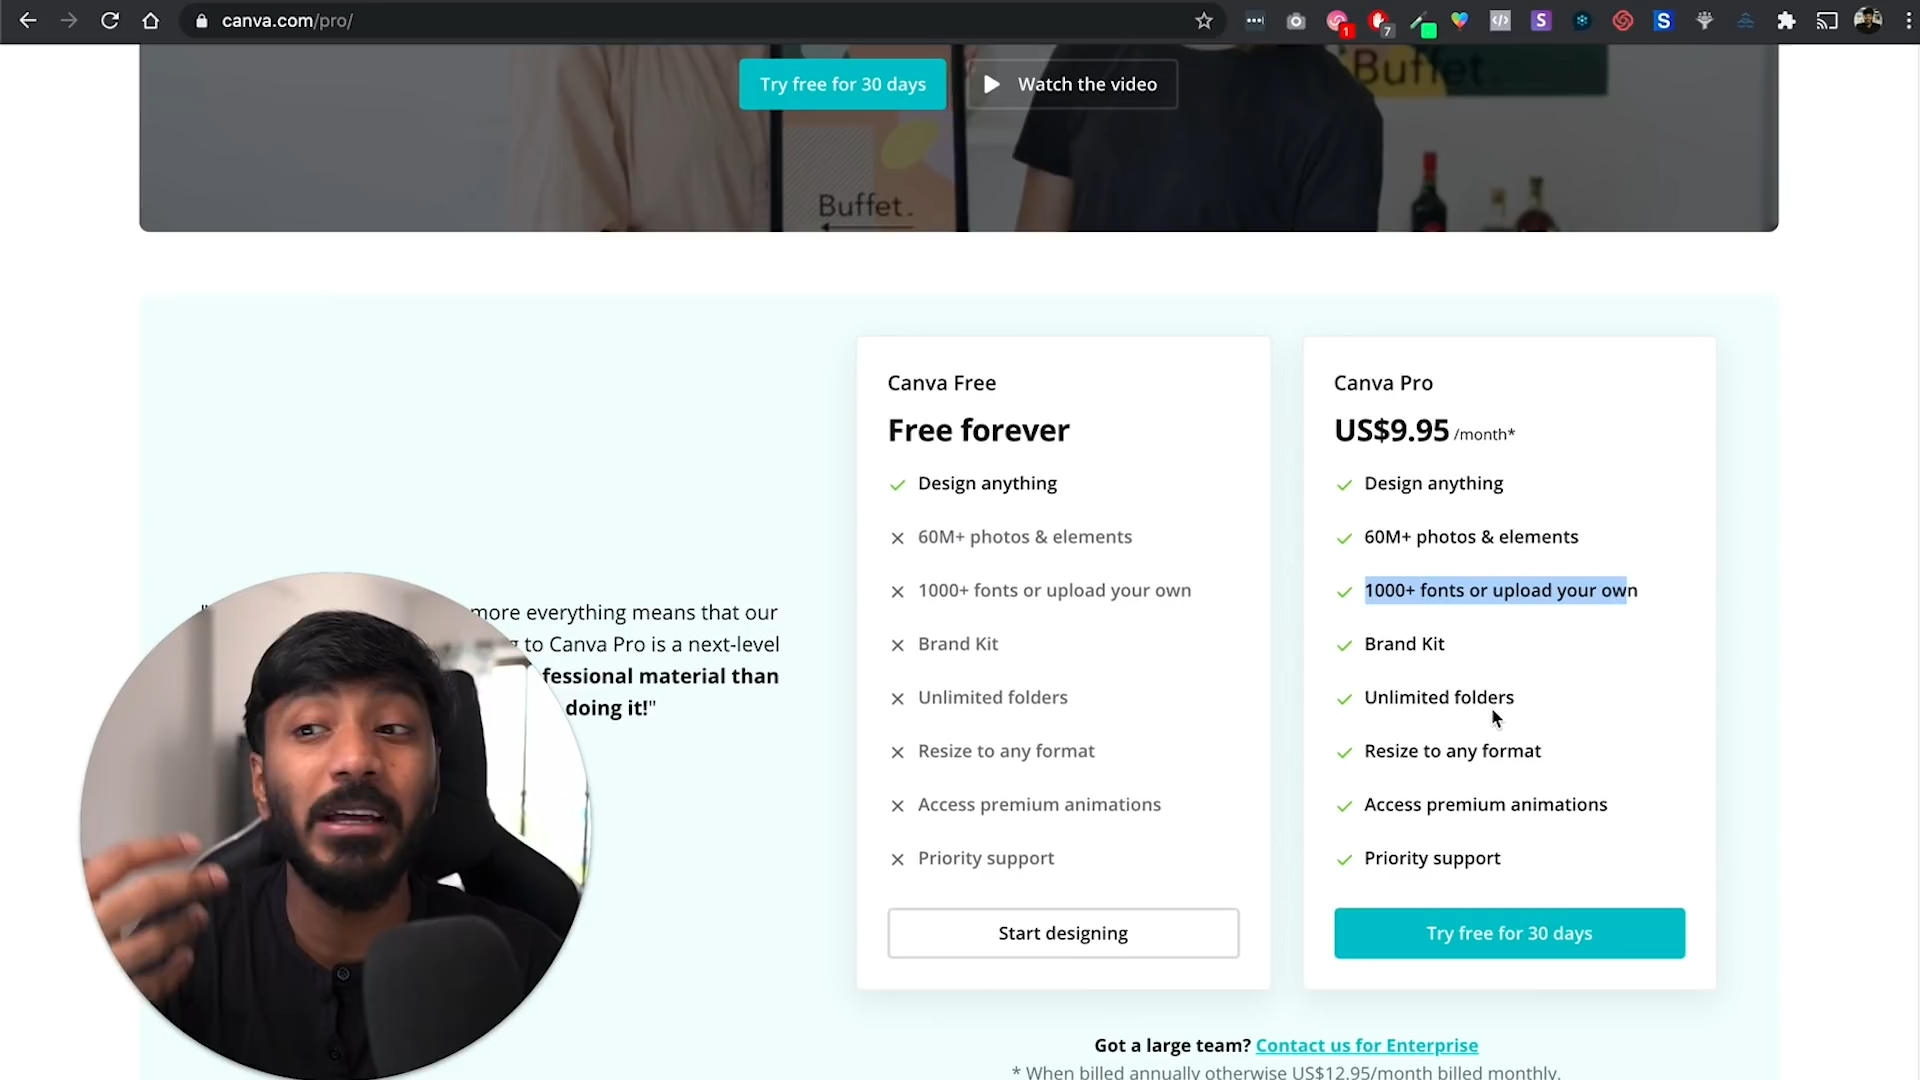 canva.com/pro/
1
7
S
S
Try free for 30 days
Watch the video
Buffet
Buffet.
more everything means that our
to Canva Pro is a next-level
fessional material than
doing it!"
Canva Free
Free forever
Design anything
60M+ photos & elements
1000+ fonts or upload your own
Brand Kit
Unlimited folders
Resize to any format
Access premium animations
Priority support
Start designing
Canva Pro
US$9.95 /month*
Design anything
60M+ photos & elements
1000+ fonts or upload your own
Brand Kit
Unlimited folders
Resize to any format
Access premium animations
Priority support
Try free for 30 days
Got a large team? Contact us for Enterprise
* When billed annually otherwise US$12.95/month billed monthly.